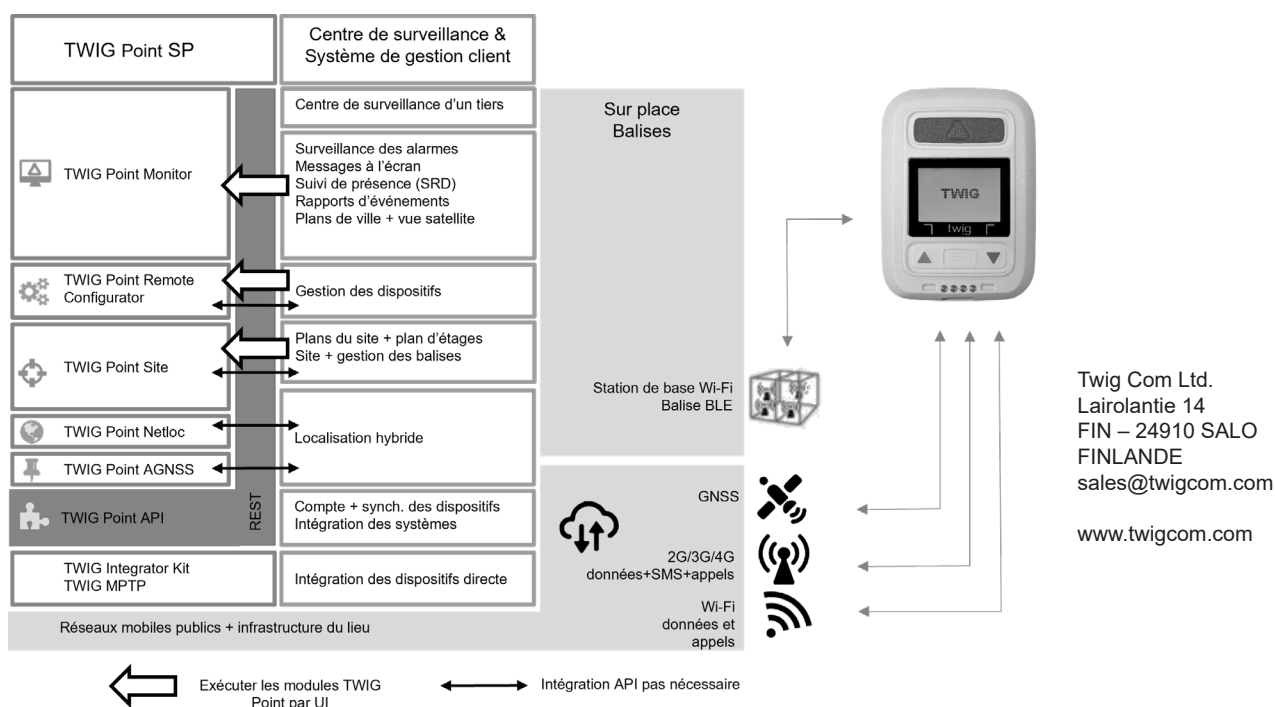 TWIG Point SP
Centre de surveillance &
Système de gestion client
TWIG Point Monitor
Centre de surveillance d'un tiers
Surveillance des alarmes
Messages à l'écran
Suivi de présence (SRD)
Rapports d'événements
Plans de ville + vue satellite
TWIG Point Remote
Configurator
Gestion des dispositifs
TWIG Point Site
Plans du site + plan d'étages
Site + gestion des balises
TWIG Point Netloc
Localisation hybride
TWIG Point AGNSS
TWIG Point API
REST
Compte + synch. des dispositifs
Intégration des systèmes
TWIG Integrator Kit
TWIG MPTP
Intégration des dispositifs directe
Réseaux mobiles publics + infrastructure du lieu
Sur place
Balises
Station de base Wi-Fi
Balise BLE
GNSS
2G/3G/4G
données+SMS+appels
Wi-Fi
données et
appels
TWIG
twig
Twig Com Ltd.
Lairolantie 14
FIN – 24910 SALO
FINLANDE
sales@twigcom.com
www.twigcom.com
Exécuter les modules TWIG
Point par UI
Intégration API pas nécessaire